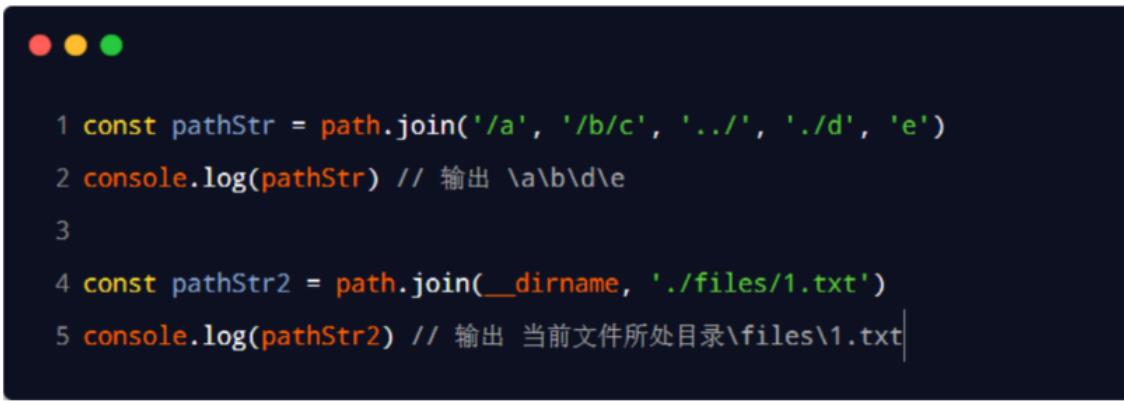 1 const pathStr = path.join('/a', '/b/c', '../', './d', 'e')
2 console.log(pathStr) // 输出 \a\b\d\e
3
4 const pathStr2 = path.join(__dirname, './files/1.txt')
5 console.log(pathStr2) // 输出 当前文件所处目录\files\1.txt